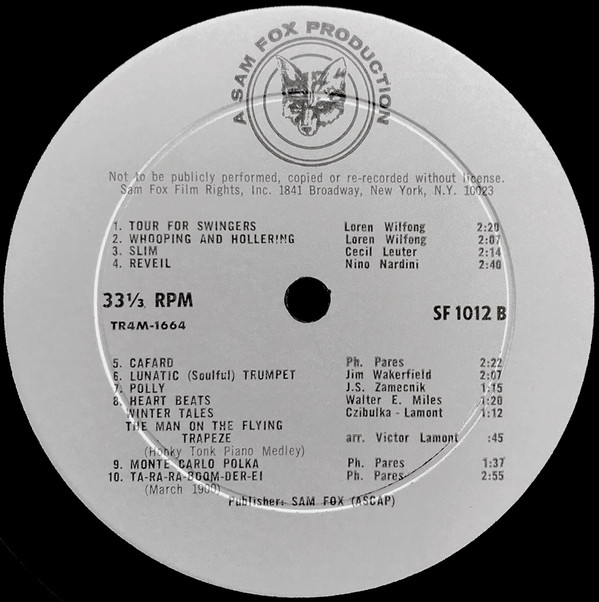 A SAM FOX PRODUCTION
Not to be publicly performed, copied or re-recorded without license.
Sam Fox Film Rights, Inc. 1841 Broadway, New York, N.Y. 10023
1. TOUR FOR SWINGERS Loren Wilfong 2:20
2. WHOOPING AND HOLLERING Loren Wilfong 2:07
3. SLIM Cecil Leuter 2:14
4. REVEIL Nino Nardini 2:40
33⅓ RPM SF 1012 B
TR4M-1664
5. CAFARD Ph. Pares 2:22
6. LUNATIC (Soulful) TRUMPET Jim Wakerfield 2:07
7. POLLY J.S. Zamecnik 1:15
8. HEART BEATS Walter E. Miles 1:20
WINTER TALES Czibulka - Lamont 1:12
THE MAN ON THE FLYING
TRAPEZE arr. Victor Lamont :45
(Honky Tonk Piano Medley)
9. MONTE CARLO POLKA Ph. Pares 1:37
10. TA-RA-RA-BOOM-DER-EI Ph. Pares 2:55
(March 1900)
Publisher: SAM FOX (ASCAP)